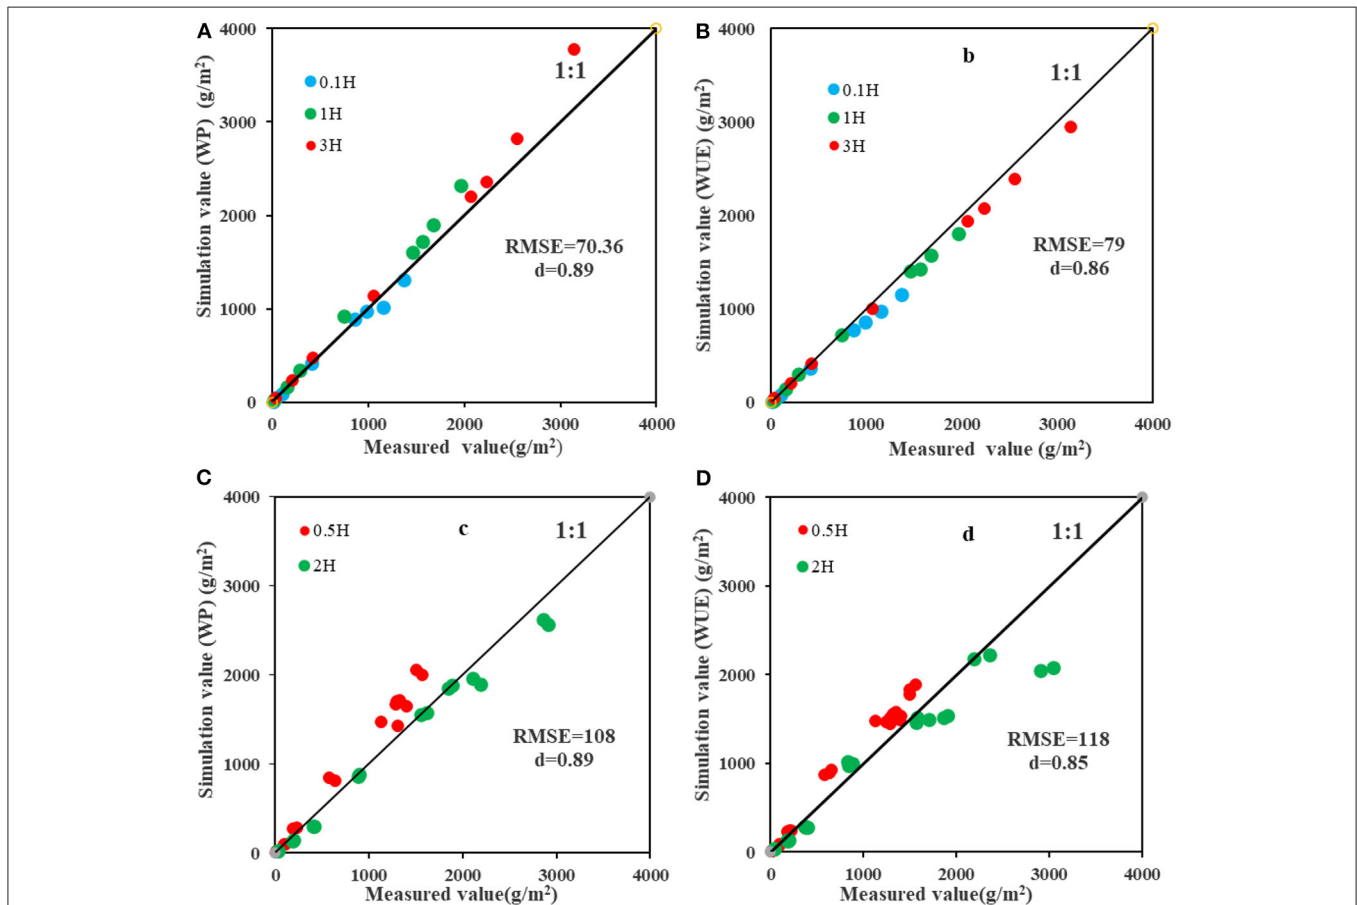 A
Simulation value (WP) (g/m²)
4000
3000
2000
1000
0
0.1H
1H
3H
1:1
RMSE=70.36
d=0.89
0 1000 2000 3000 4000
Measured value(g/m²)
B
b
Simulation value (WUE) (g/m²)
4000
3000
2000
1000
0
0.1H
1H
3H
1:1
RMSE=79
d=0.86
0 1000 2000 3000 4000
Measured value (g/m²)
C
c
Simulation value (WP) (g/m²)
4000
3000
2000
1000
0
0.5H
2H
1:1
RMSE=108
d=0.89
0 1000 2000 3000 4000
Measured value(g/m²)
D
d
Simulation value (WUE) (g/m²)
4000
3000
2000
1000
0
0.5H
2H
1:1
RMSE=118
d=0.85
0 1000 2000 3000 4000
Measured value(g/m²)